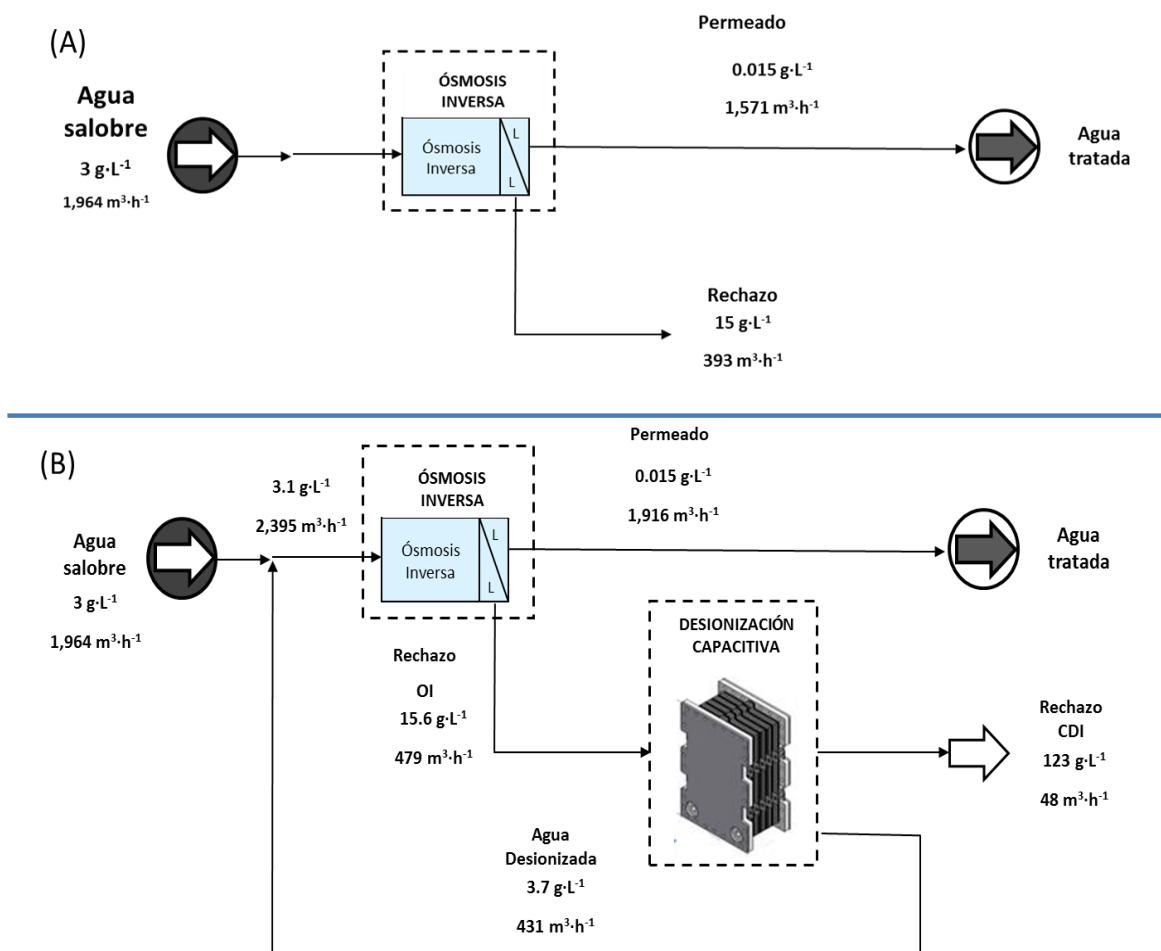 (A)
Agua
salobre
3 g·L⁻¹
1,964 m³·h⁻¹
ÓSMOSIS
INVERSA
Ósmosis
Inversa
L
L
Permeado
0.015 g·L⁻¹
1,571 m³·h⁻¹
Agua
tratada
Rechazo
15 g·L⁻¹
393 m³·h⁻¹
(B)
Agua
salobre
3 g·L⁻¹
1,964 m³·h⁻¹
3.1 g·L⁻¹
2,395 m³·h⁻¹
ÓSMOSIS
INVERSA
Ósmosis
Inversa
L
L
Permeado
0.015 g·L⁻¹
1,916 m³·h⁻¹
Agua
tratada
Rechazo
OI
15.6 g·L⁻¹
479 m³·h⁻¹
DESIONIZACIÓN
CAPACITIVA
Rechazo
CDI
123 g·L⁻¹
48 m³·h⁻¹
Agua
Desionizada
3.7 g·L⁻¹
431 m³·h⁻¹